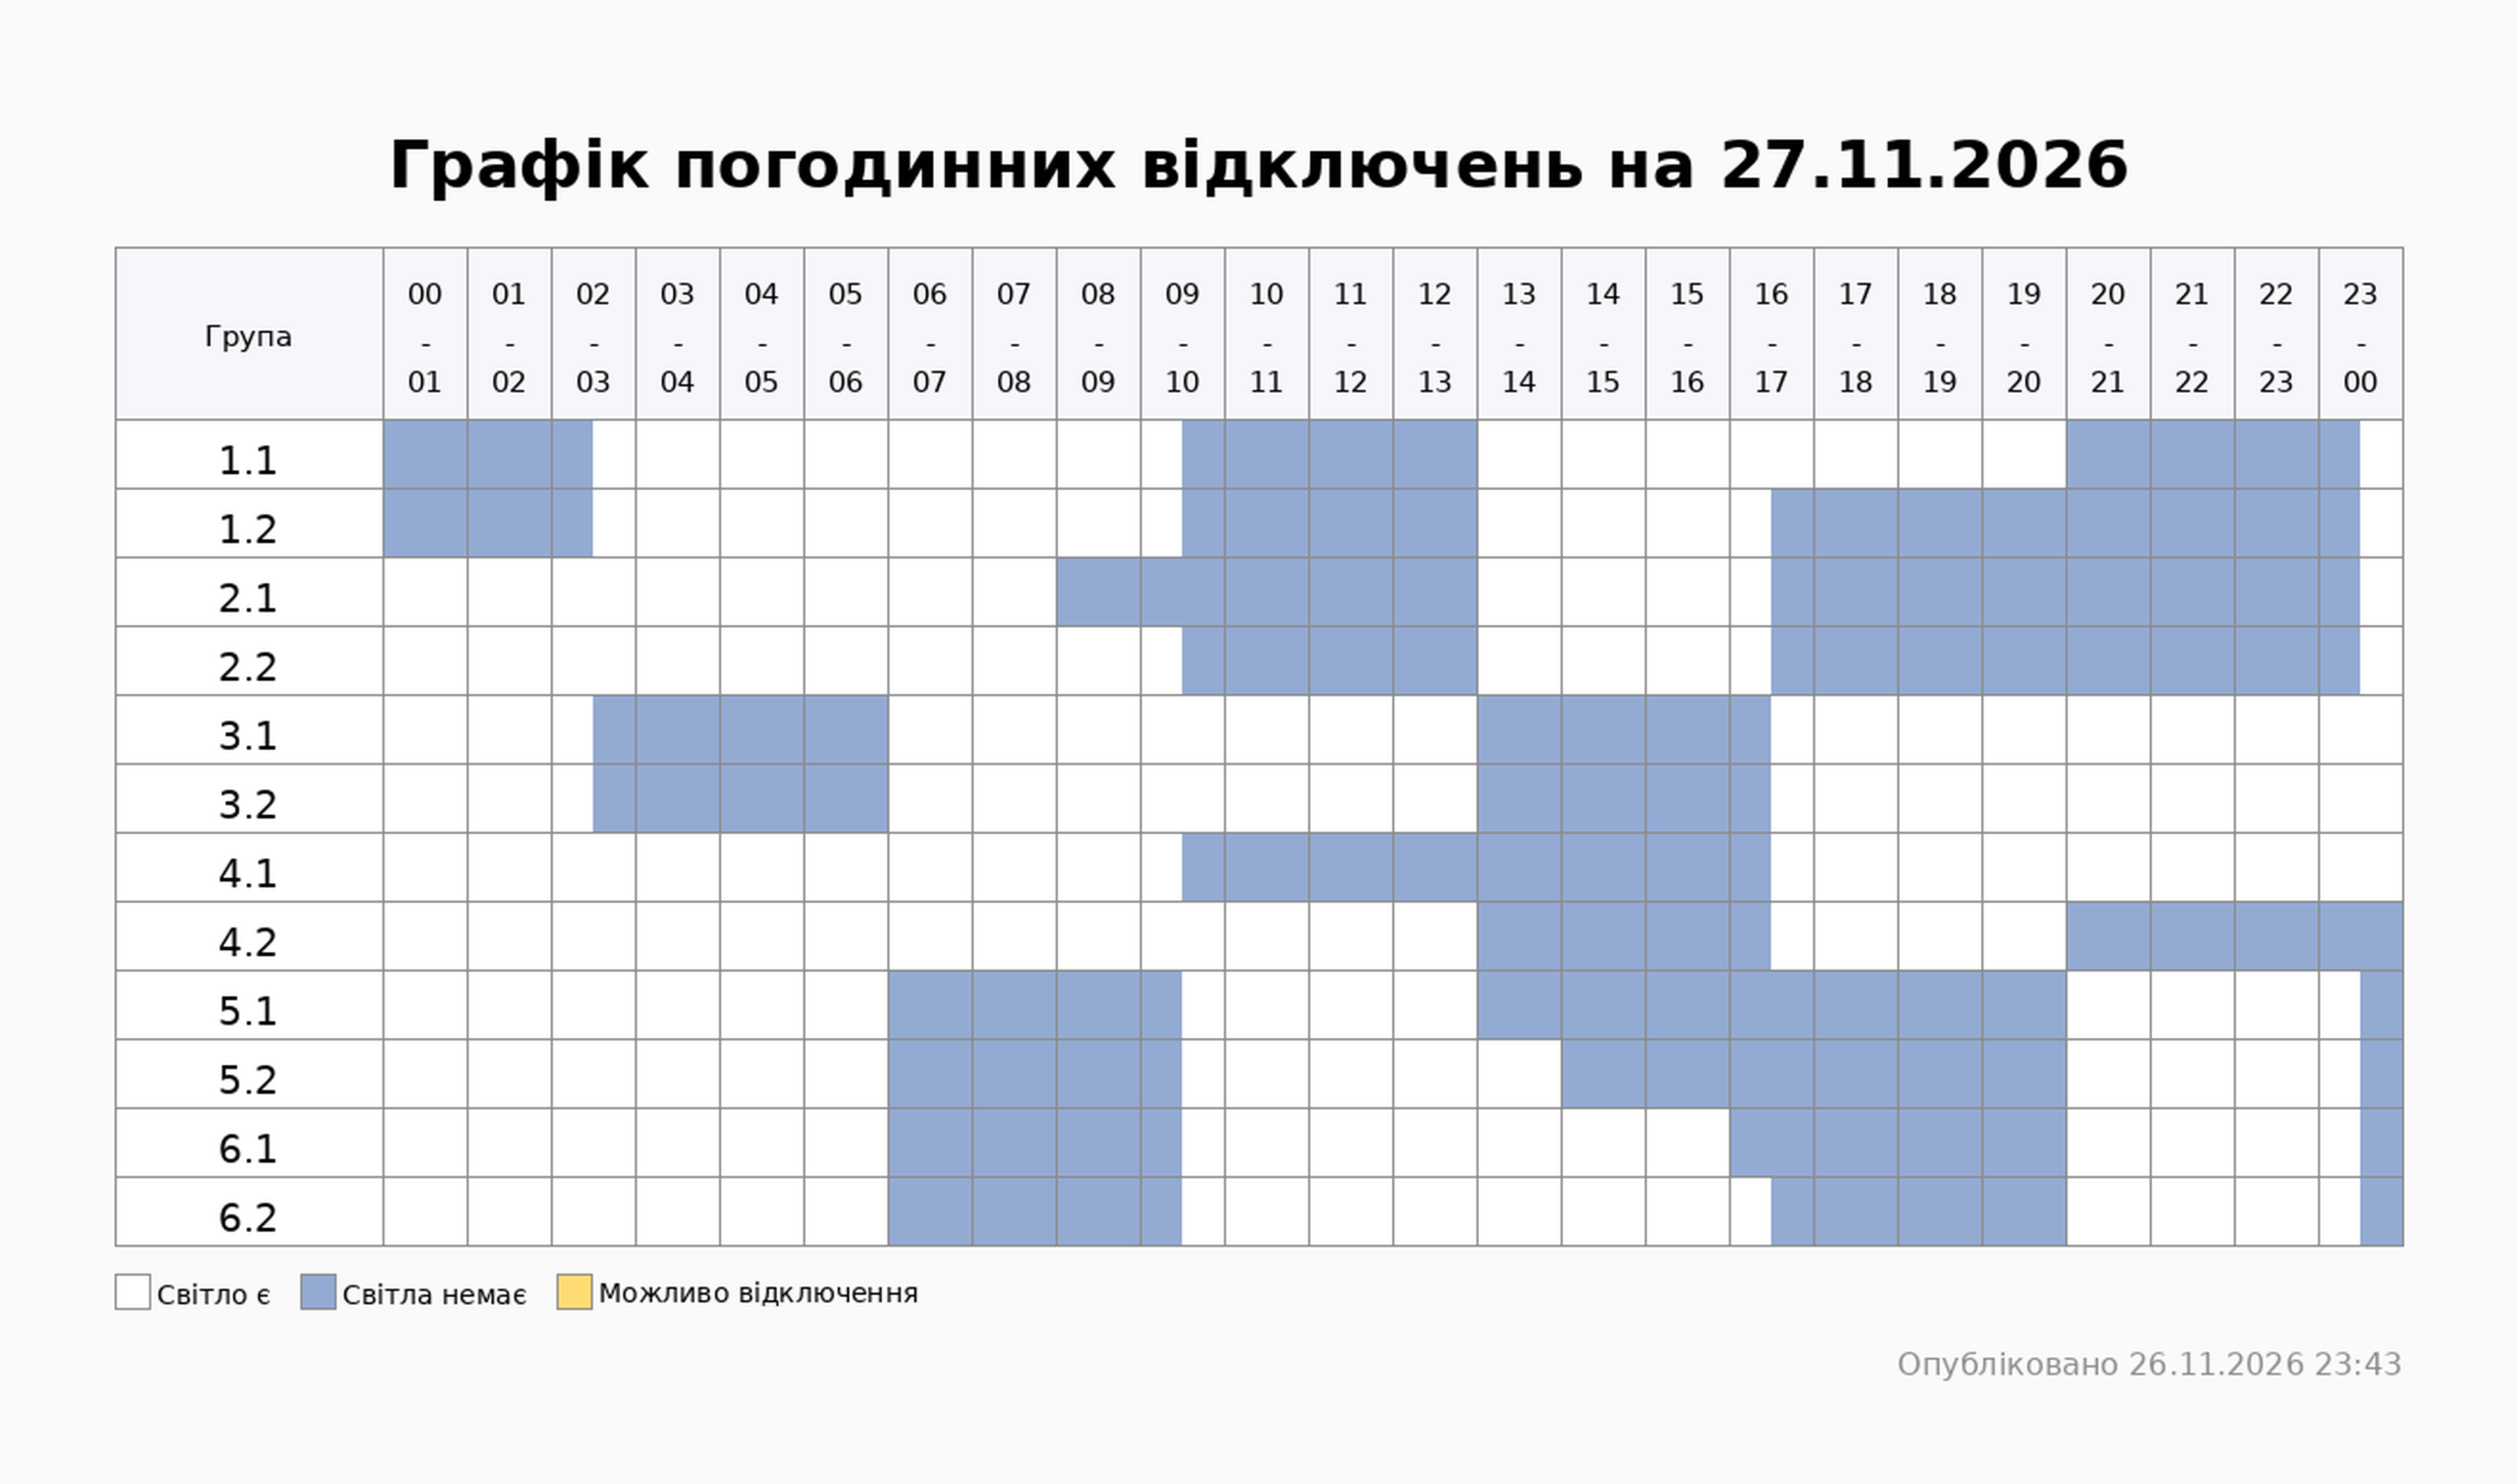 Графік погодинних відключень на 27.11.2026
Група
00 - 01
01 - 02
02 - 03
03 - 04
04 - 05
05 - 06
06 - 07
07 - 08
08 - 09
09 - 10
10 - 11
11 - 12
12 - 13
13 - 14
14 - 15
15 - 16
16 - 17
17 - 18
18 - 19
19 - 20
20 - 21
21 - 22
22 - 23
23 - 00
1.1
1.2
2.1
2.2
3.1
3.2
4.1
4.2
5.1
5.2
6.1
6.2
Світло є
Світла немає
Можливо відключення
Опубліковано 26.11.2026 23:43